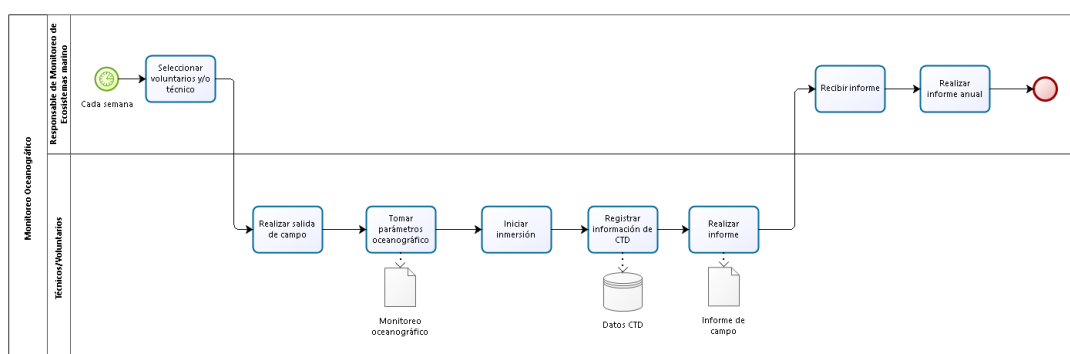 Monitoreo Oceanográfico
Responsable de Monitoreo de
Ecosistemas marino
Cada semana
Seleccionar
voluntarios y/o
técnico
Recibir informe
Realizar
informe anual
Técnicos/Voluntarios
Realizar salida
de campo
Tomar
parámetros
oceanográfico
Iniciar
inmersión
Registrar
información de
CTD
Realizar
informe
Monitoreo
oceanográfico
Datos CTD
Informe de
campo